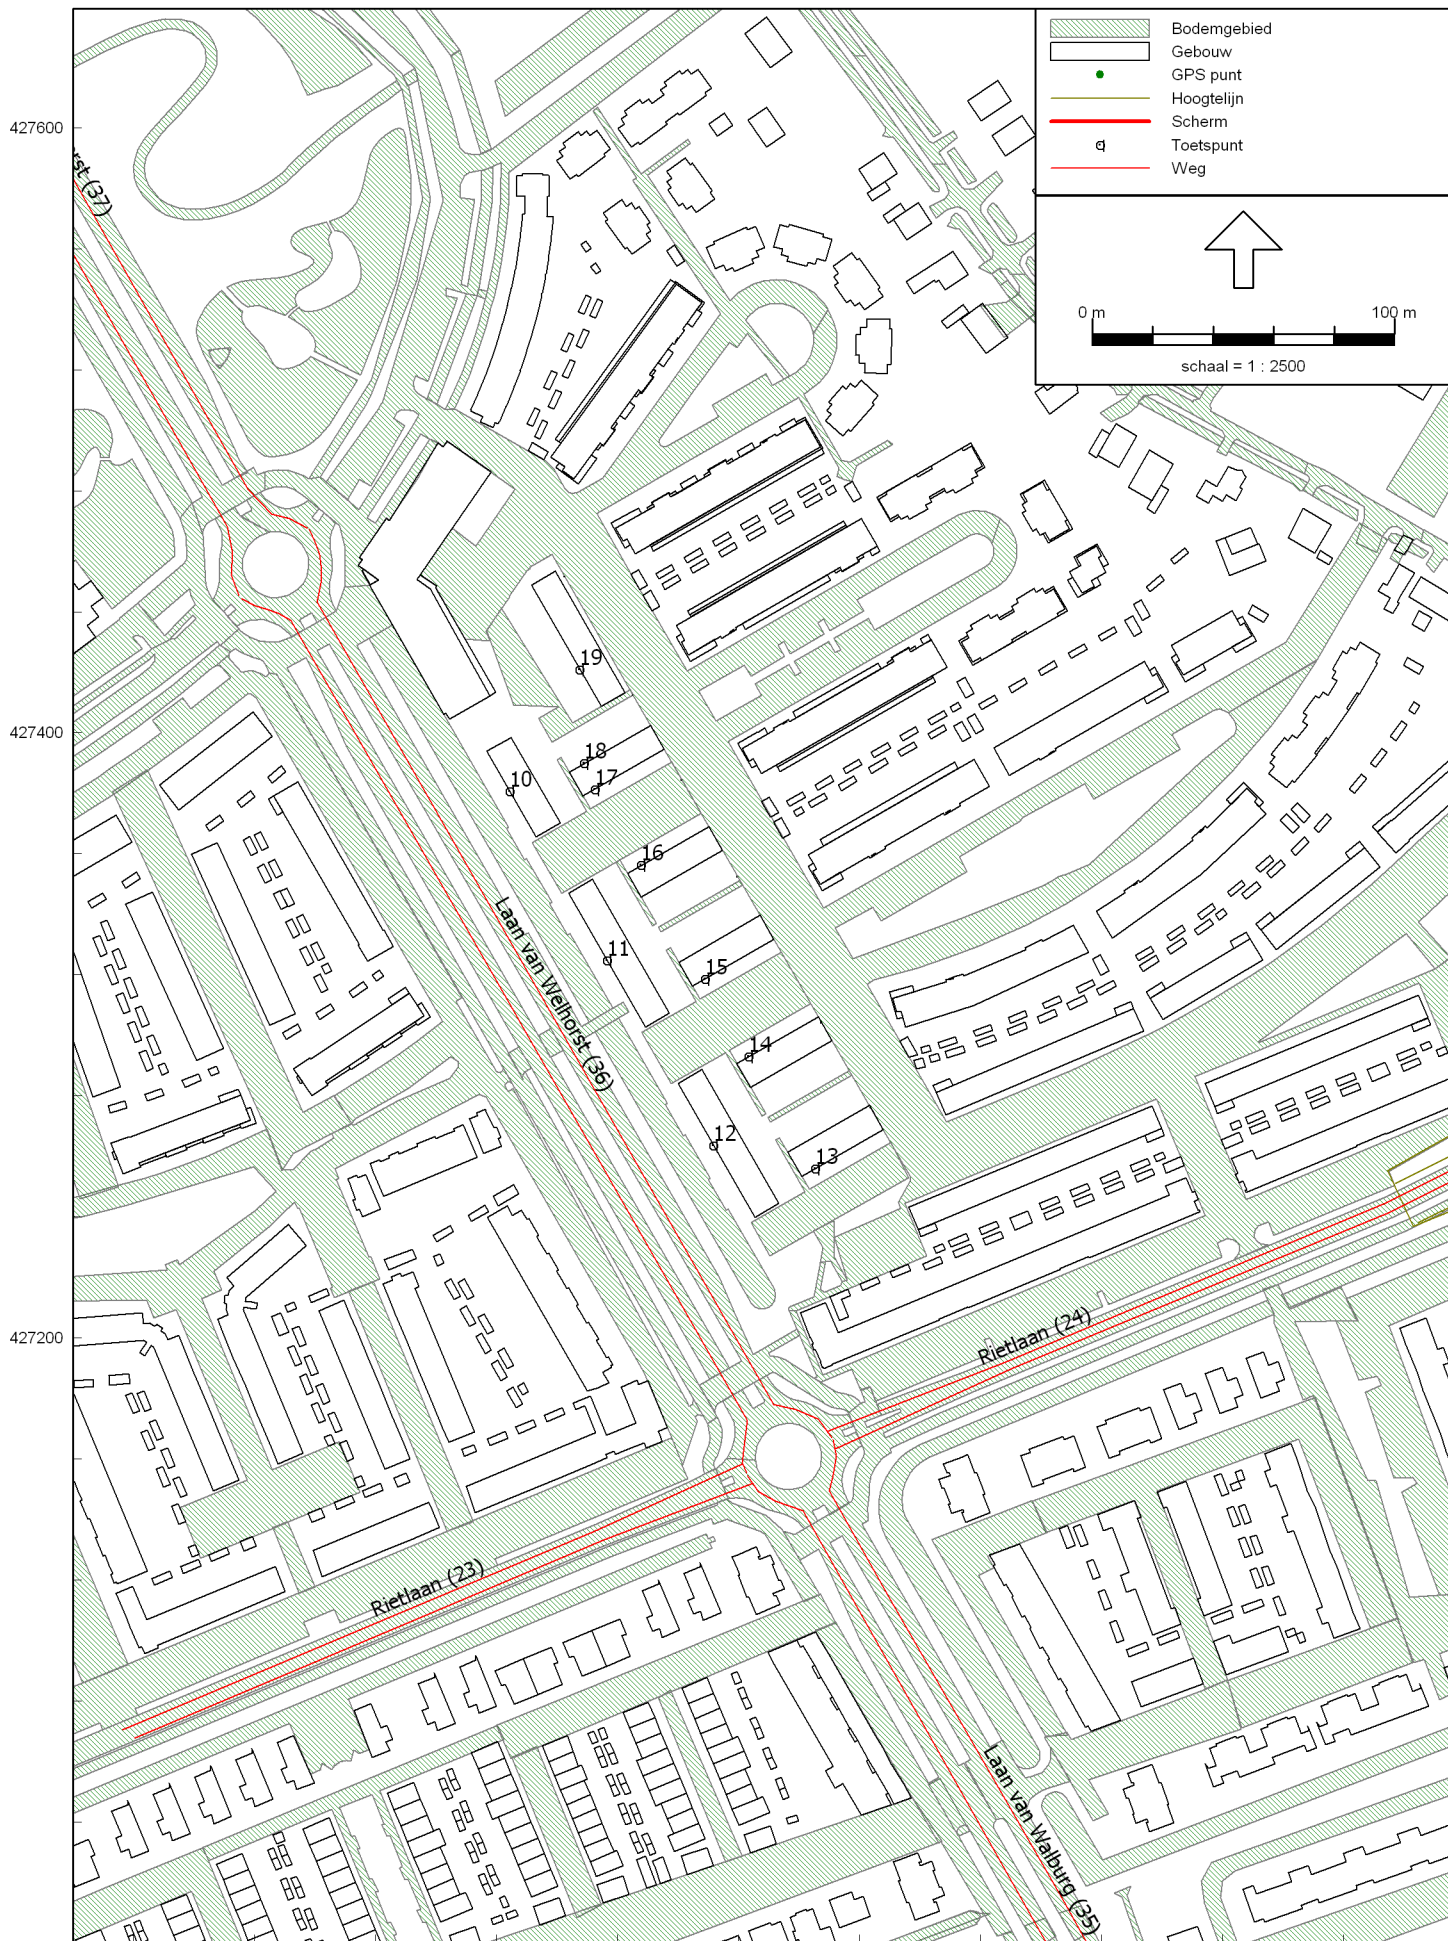 Bodemgebied
Gebouw
GPS punt
Hoogtelijn
Scherm
Toetspunt
Weg
0 m 100 m
schaal = 1 : 2500
427600
427400
427200
rst (37)
19
18
17
10
16
11
15
14
12
13
Laan van Welhorst (36)
Rietlaan (24)
Rietlaan (23)
Laan van Walburg (35)